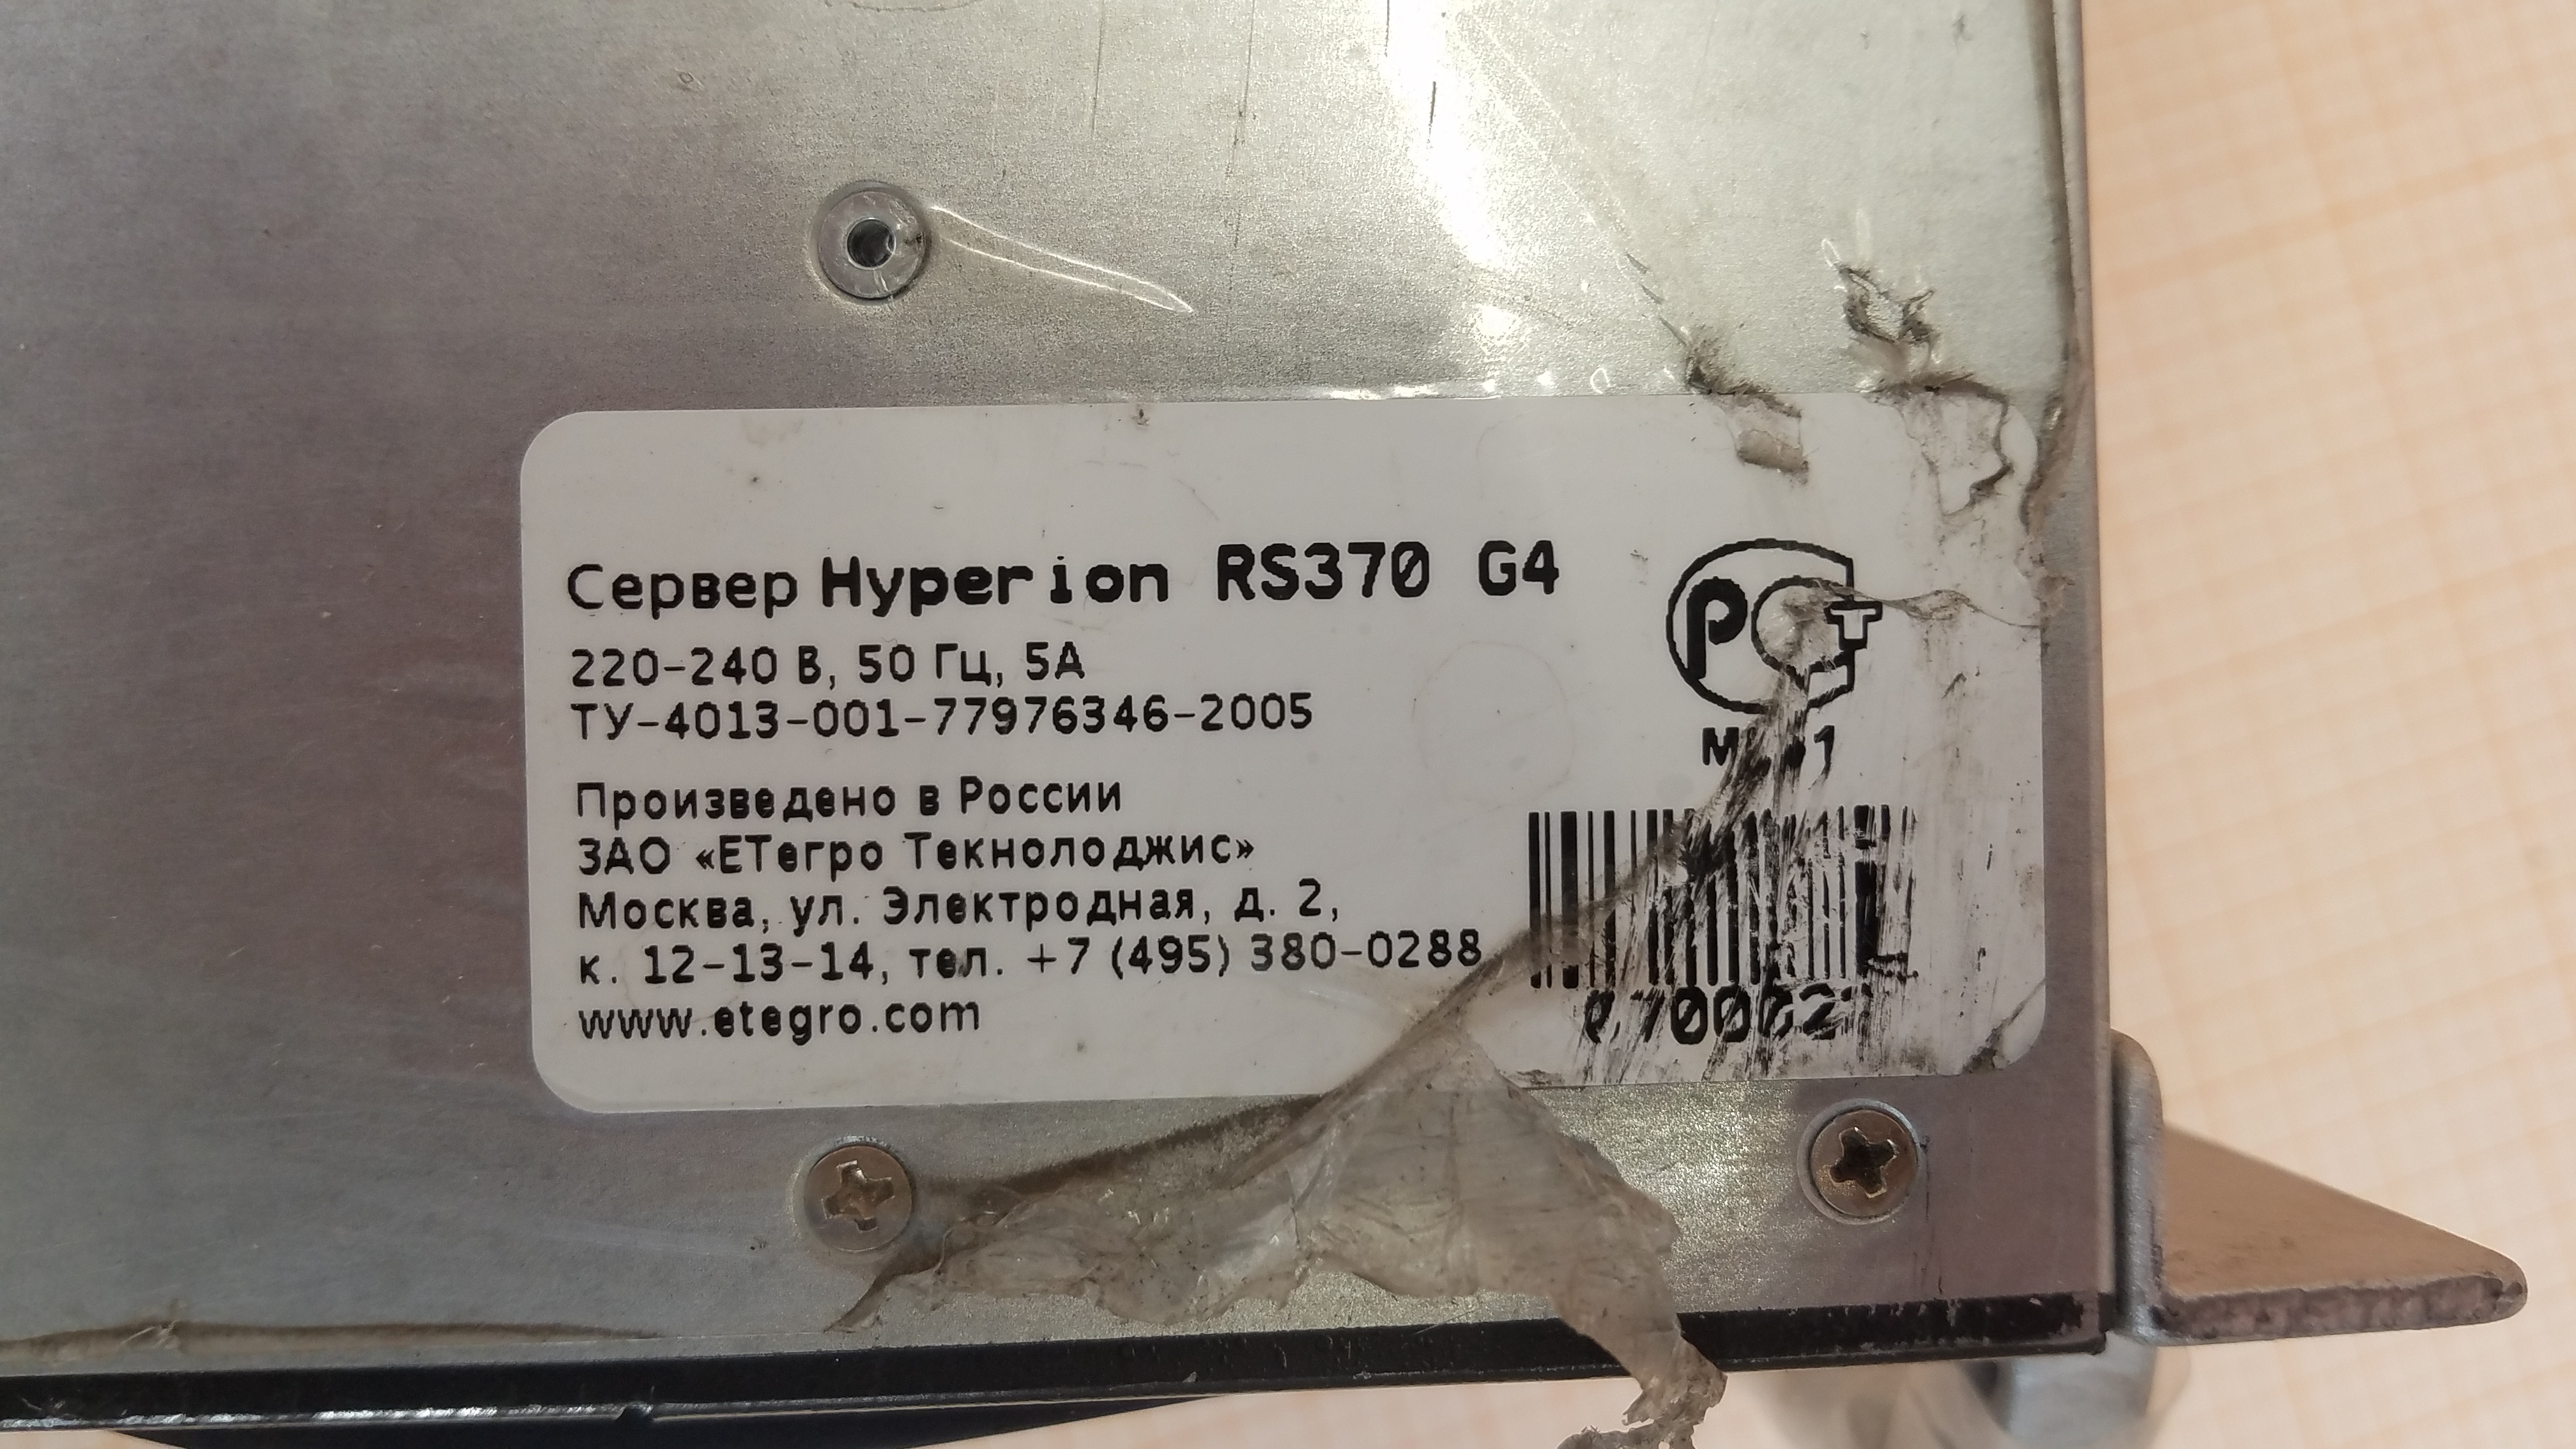 Сервер Hyperion RS370 G4
220-240 В, 50 Гц, 5А
ТУ-4013-001-77976346-2005
Произведено в России
ЗАО «ЕТегро Текнолоджис»
Москва, ул. Электродная, д. 2,
к. 12-13-14, тел. +7 (495) 380-0288
www.etegro.com
РСТ